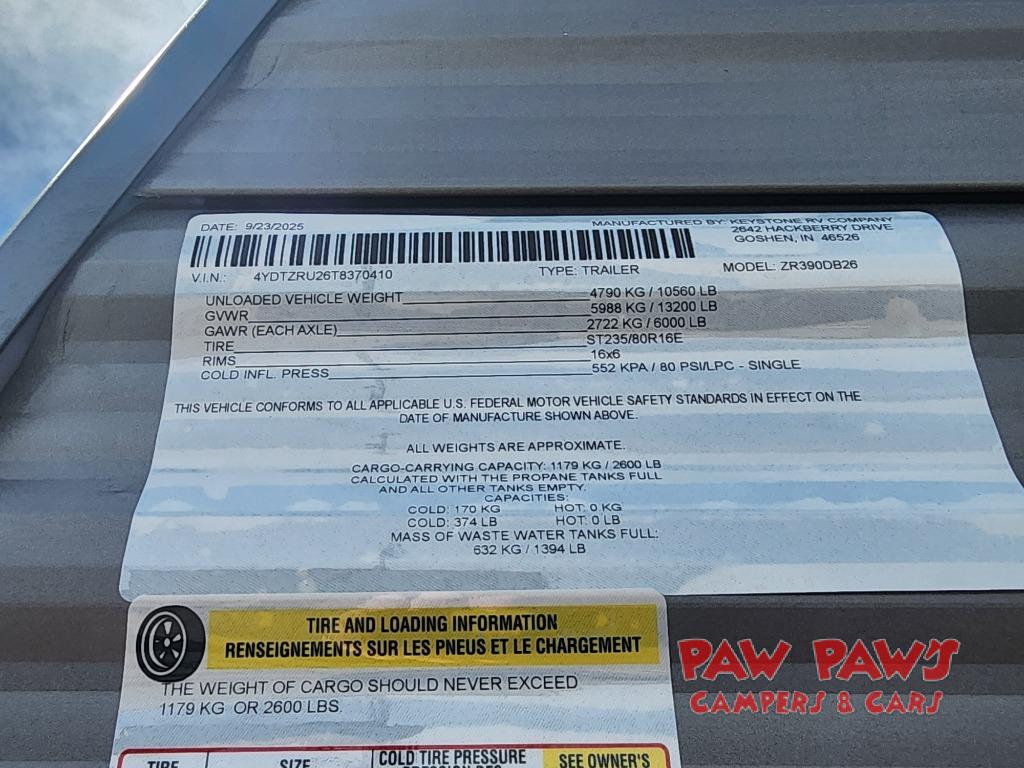 DATE: 9/23/2025
MANUFACTURED BY: KEYSTONE RV COMPANY
2642 HACKBERRY DRIVE
GOSHEN, IN 46526
V.I.N.: 4YDTZRU26T8370410 TYPE: TRAILER MODEL: ZR390DB26
UNLOADED VEHICLE WEIGHT 4790 KG / 10560 LB
GVWR 5988 KG / 13200 LB
GAWR (EACH AXLE) 2722 KG / 6000 LB
TIRE ST235/80R16E
RIMS 16x6
COLD INFL. PRESS 552 KPA / 80 PSI/LPC - SINGLE
THIS VEHICLE CONFORMS TO ALL APPLICABLE U.S. FEDERAL MOTOR VEHICLE SAFETY STANDARDS IN EFFECT ON THE
DATE OF MANUFACTURE SHOWN ABOVE.
ALL WEIGHTS ARE APPROXIMATE.
CARGO-CARRYING CAPACITY: 1179 KG / 2600 LB
CALCULATED WITH THE PROPANE TANKS FULL
AND ALL OTHER TANKS EMPTY.
CAPACITIES:
COLD: 170 KG HOT: 0 KG
COLD: 374 LB HOT: 0 LB
MASS OF WASTE WATER TANKS FULL:
632 KG / 1394 LB
TIRE AND LOADING INFORMATION
RENSEIGNEMENTS SUR LES PNEUS ET LE CHARGEMENT
THE WEIGHT OF CARGO SHOULD NEVER EXCEED
1179 KG OR 2600 LBS.
TIRE SIZE COLD TIRE PRESSURE SEE OWNER'S
PRESSION DES
PAW PAW'S
CAMPERS & CARS